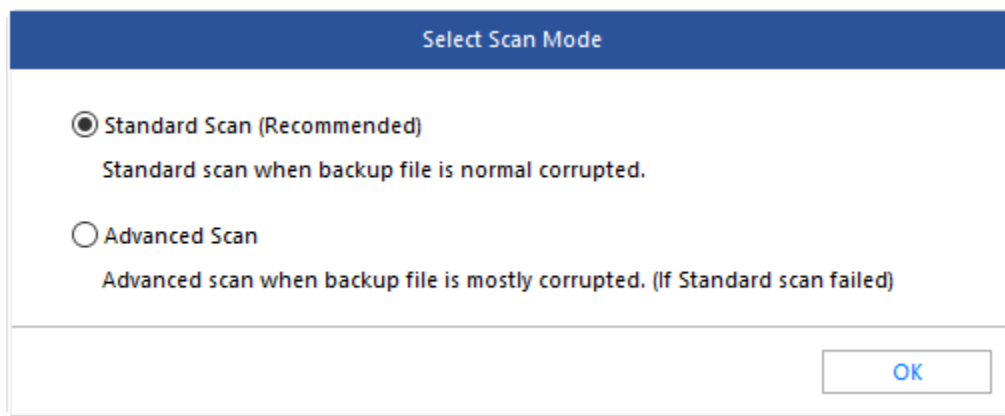 Select Scan Mode
Standard Scan (Recommended)
Standard scan when backup file is normal corrupted.
Advanced Scan
Advanced scan when backup file is mostly corrupted. (If Standard scan failed)
OK